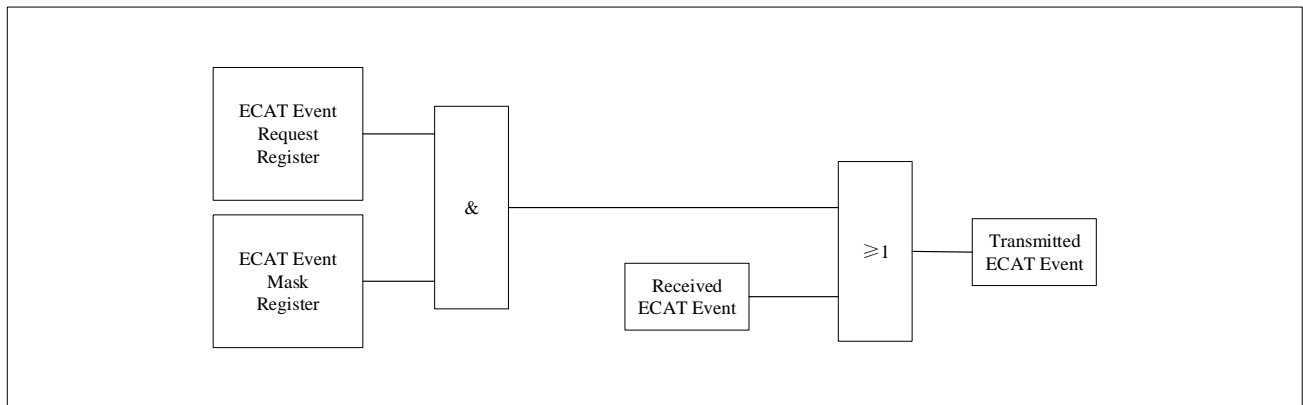 ECAT Event
Request
Register
ECAT Event
Mask
Register
&
Received
ECAT Event
⩾1
Transmitted
ECAT Event